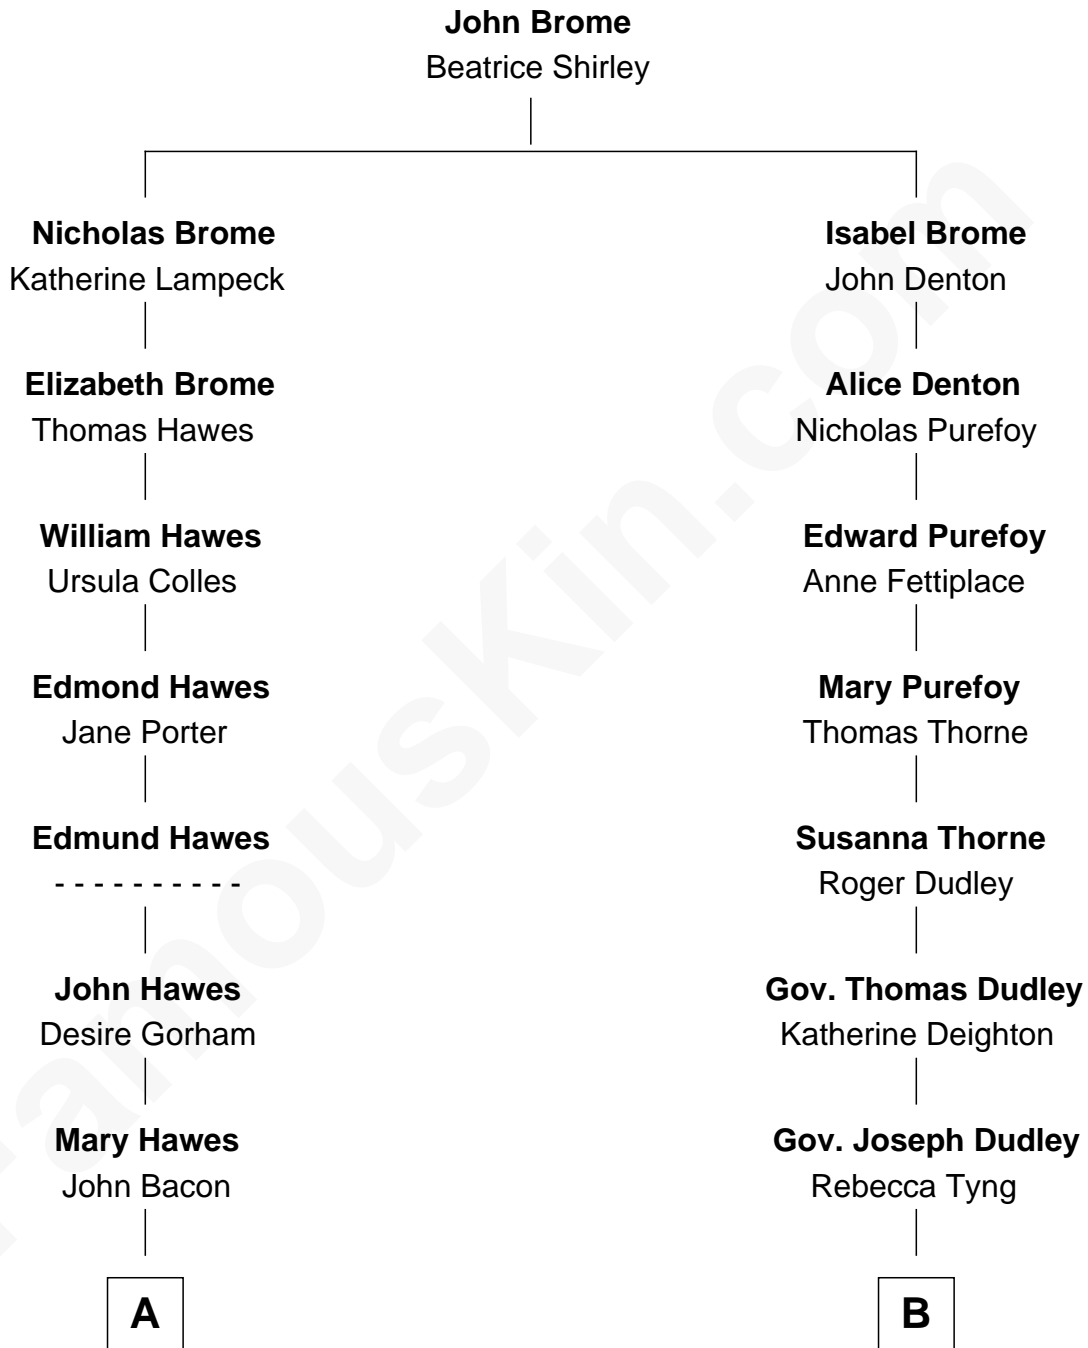 John Brome
Beatrice Shirley
Nicholas Brome
Katherine Lampeck
Isabel Brome
John Denton
Elizabeth Brome
Thomas Hawes
Alice Denton
Nicholas Purefoy
William Hawes
Ursula Colles
Edward Purefoy
Anne Fettiplace
Edmond Hawes
Jane Porter
Mary Purefoy
Thomas Thorne
Edmund Hawes
- - - - - - - - - -
Susanna Thorne
Roger Dudley
John Hawes
Desire Gorham
Gov. Thomas Dudley
Katherine Deighton
Mary Hawes
John Bacon
Gov. Joseph Dudley
Rebecca Tyng
A
B
FamousKin.com